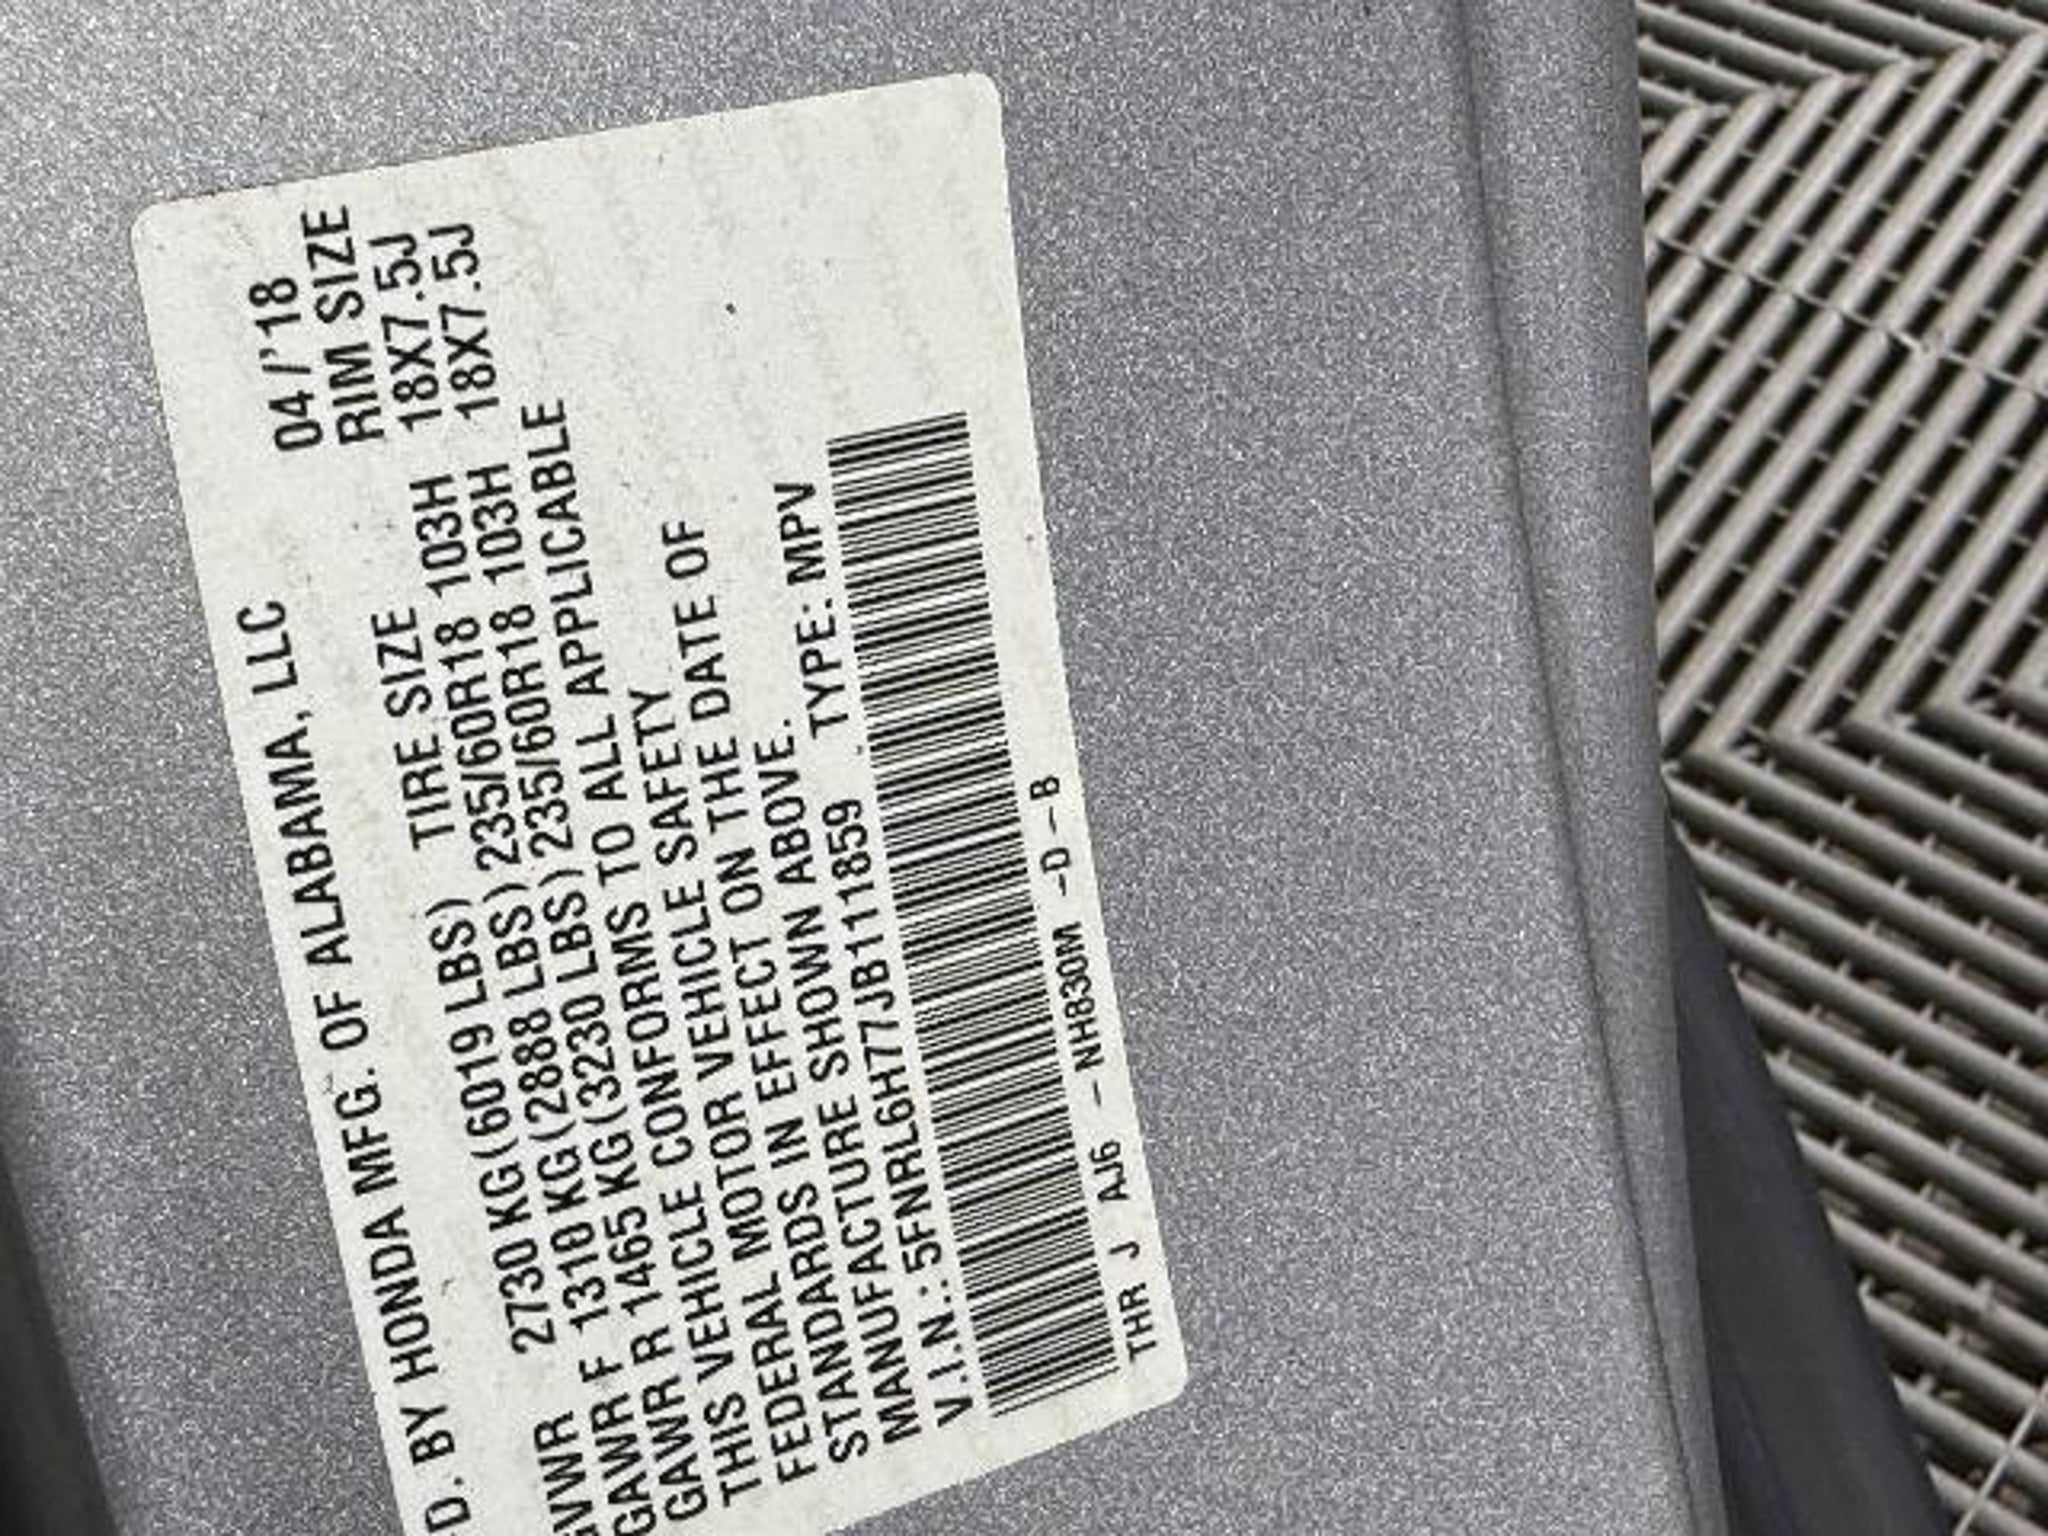 D. BY HONDA MFG. OF ALABAMA, LLC 04/'18
TIRE SIZE RIM SIZE
GVWR 2730 KG(6019 LBS)
GAWR F 1310 KG(2888 LBS) 235/60R18 103H 18X7.5J
GAWR R 1465 KG(3230 LBS) 235/60R18 103H 18X7.5J
THIS VEHICLE CONFORMS TO ALL APPLICABLE
FEDERAL MOTOR VEHICLE SAFETY
STANDARDS IN EFFECT ON THE DATE OF
MANUFACTURE SHOWN ABOVE.
V.I.N.: 5FNRL6H77JB111859 TYPE: MPV
THR J AJ6 -NH830M -D-B